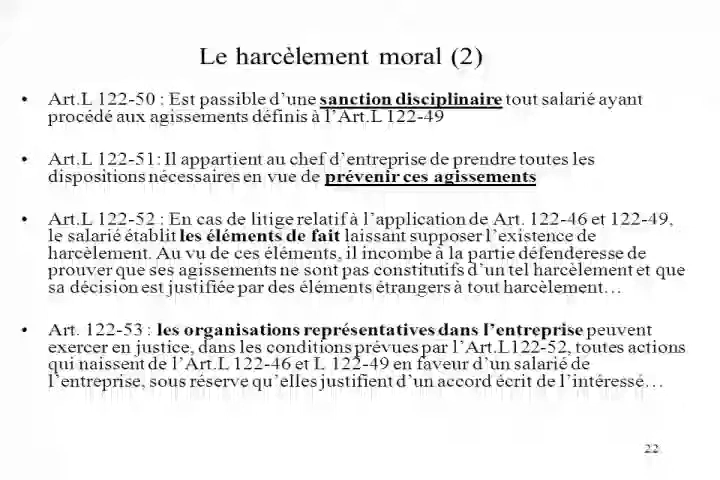 Le harcèlement moral (2)
• Art.L 122-50 : Est passible d’une sanction disciplinaire tout salarié ayant
procédé aux agissements définis à l’Art.L 122-49
• Art.L 122-51: Il appartient au chef d’entreprise de prendre toutes les
dispositions nécessaires en vue de prévenir ces agissements
• Art.L 122-52 : En cas de litige relatif à l’application de Art. 122-46 et 122-49,
le salarié établit les éléments de fait laissant supposer l’existence de
harcèlement. Au vu de ces éléments, il incombe à la partie défenderesse de
prouver que ses agissements ne sont pas constitutifs d’un tel harcèlement et que
sa décision est justifiée par des éléments étrangers à tout harcèlement…
• Art. 122-53 : les organisations représentatives dans l’entreprise peuvent
exercer en justice, dans les conditions prévues par l’Art.L122-52, toutes actions
qui naissent de l’Art.L 122-46 et L 122-49 en faveur d’un salarié de
l’entreprise, sous réserve qu’elles justifient d’un accord écrit de l’intéressé…
22